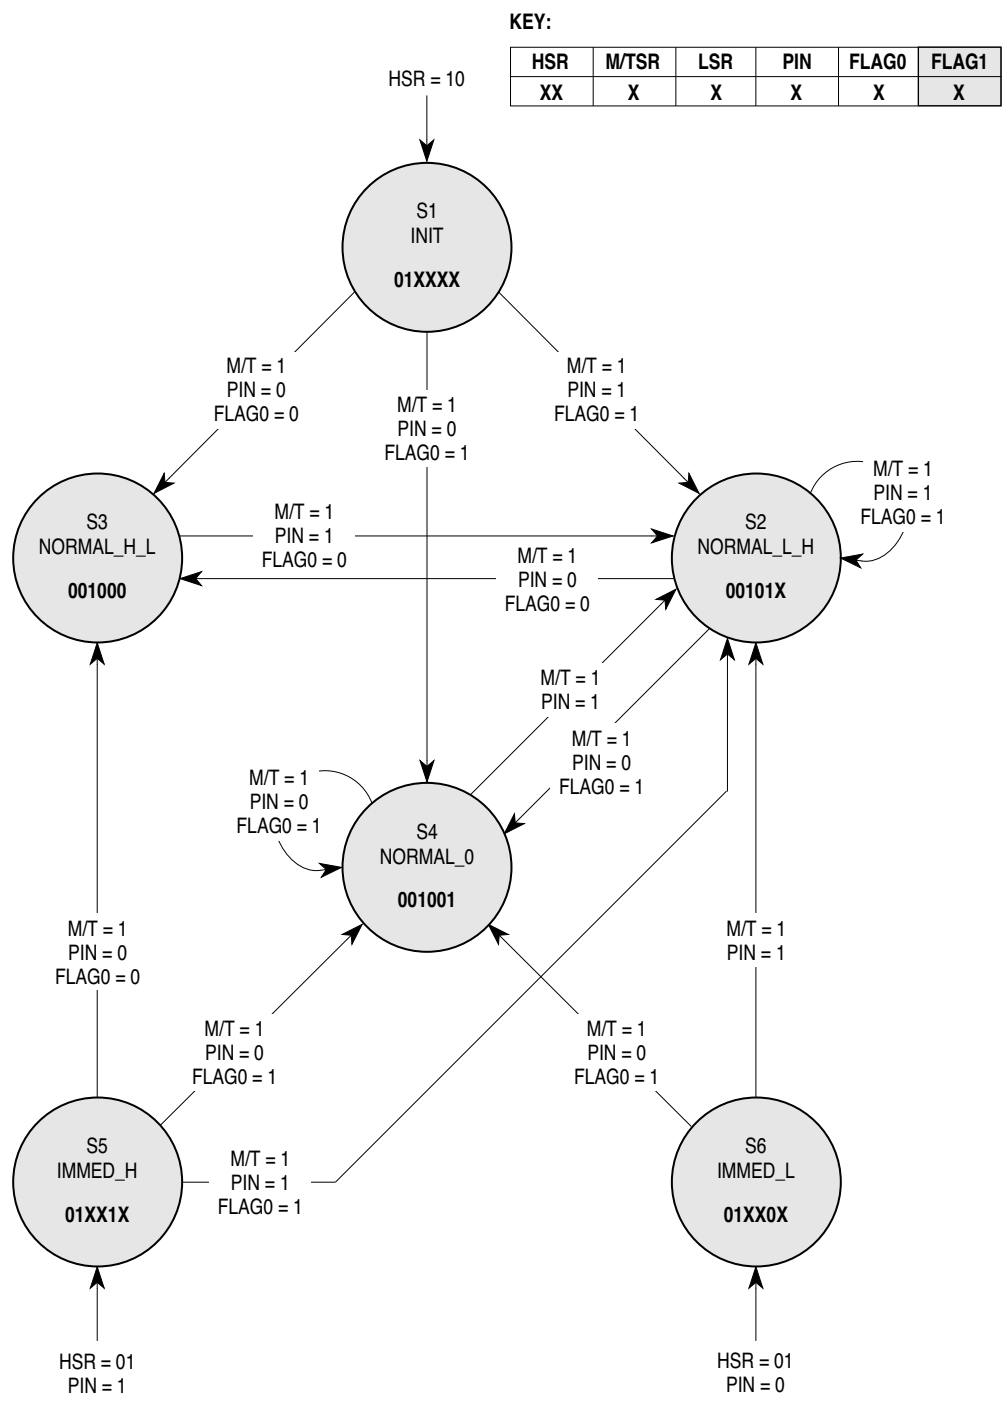 KEY:
HSR M/TSR LSR PIN FLAG0 FLAG1
XX X X X X X
HSR = 10
S1
INIT
01XXXX
M/T = 1
PIN = 0
FLAG0 = 0
M/T = 1
PIN = 0
FLAG0 = 1
M/T = 1
PIN = 1
FLAG0 = 1
M/T = 1
PIN = 1
FLAG0 = 1
S3
NORMAL_H_L
001000
M/T = 1
PIN = 1
FLAG0 = 0
M/T = 1
PIN = 0
FLAG0 = 0
S2
NORMAL_L_H
00101X
M/T = 1
PIN = 1
M/T = 1
PIN = 0
FLAG0 = 1
M/T = 1
PIN = 0
FLAG0 = 1
S4
NORMAL_0
001001
M/T = 1
PIN = 0
FLAG0 = 0
M/T = 1
PIN = 1
M/T = 1
PIN = 0
FLAG0 = 1
M/T = 1
PIN = 0
FLAG0 = 1
S5
IMMED_H
01XX1X
M/T = 1
PIN = 1
FLAG0 = 1
S6
IMMED_L
01XX0X
HSR = 01
PIN = 1
HSR = 01
PIN = 0